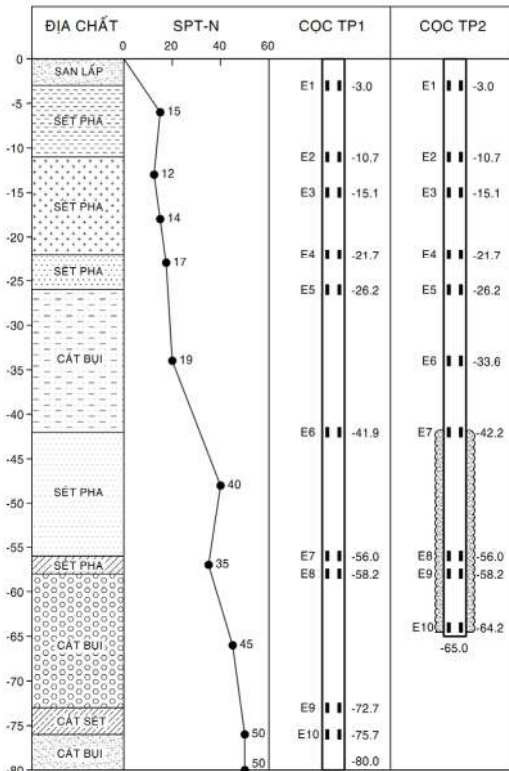 ĐỊA CHẤT SPT-N CỌC TP1 CỌC TP2
0 20 40 60
0
SAN LẤP
E1 -3.0 E1 -3.0
-5
15
SÉT PHA
-10
E2 -10.7 E2 -10.7
12
-15
E3 -15.1 E3 -15.1
14
SÉT PHA
-20
E4 -21.7 E4 -21.7
17
SÉT PHA
-25
E5 -26.2 E5 -26.2
-30
CÁT BỤI
19
E6 -33.6
-35
-40
E6 -41.9 E7 -42.2
-45
40
SÉT PHA
-50
-55
E7 -56.0 E8 -56.0
SÉT PHA
35
E8 -58.2 E9 -58.2
-60
E10 -64.2
-65
-65.0
CÁT BỤI
45
-70
E9 -72.7
CÁT SÉT
-75
50
E10 -75.7
CÁT BỤI
50
-80.0
-80